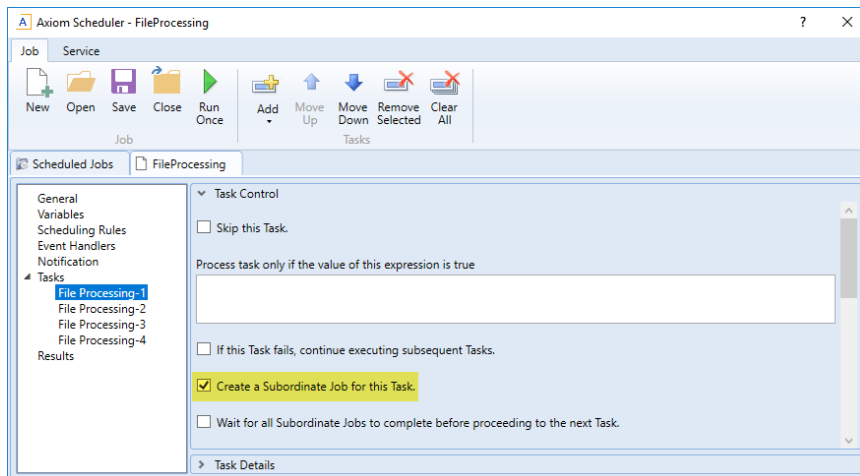 A Axiom Scheduler - FileProcessing ?
Job Service
New Open Save Close Run Once Add Move Up Move Down Remove Selected Clear All
Job Tasks
Scheduled Jobs FileProcessing
General
Variables
Scheduling Rules
Event Handlers
Notification
Tasks
File Processing-1
File Processing-2
File Processing-3
File Processing-4
Results
Task Control
Skip this Task.
Process task only if the value of this expression is true
If this Task fails, continue executing subsequent Tasks.
Create a Subordinate Job for this Task.
Wait for all Subordinate Jobs to complete before proceeding to the next Task.
Task Details